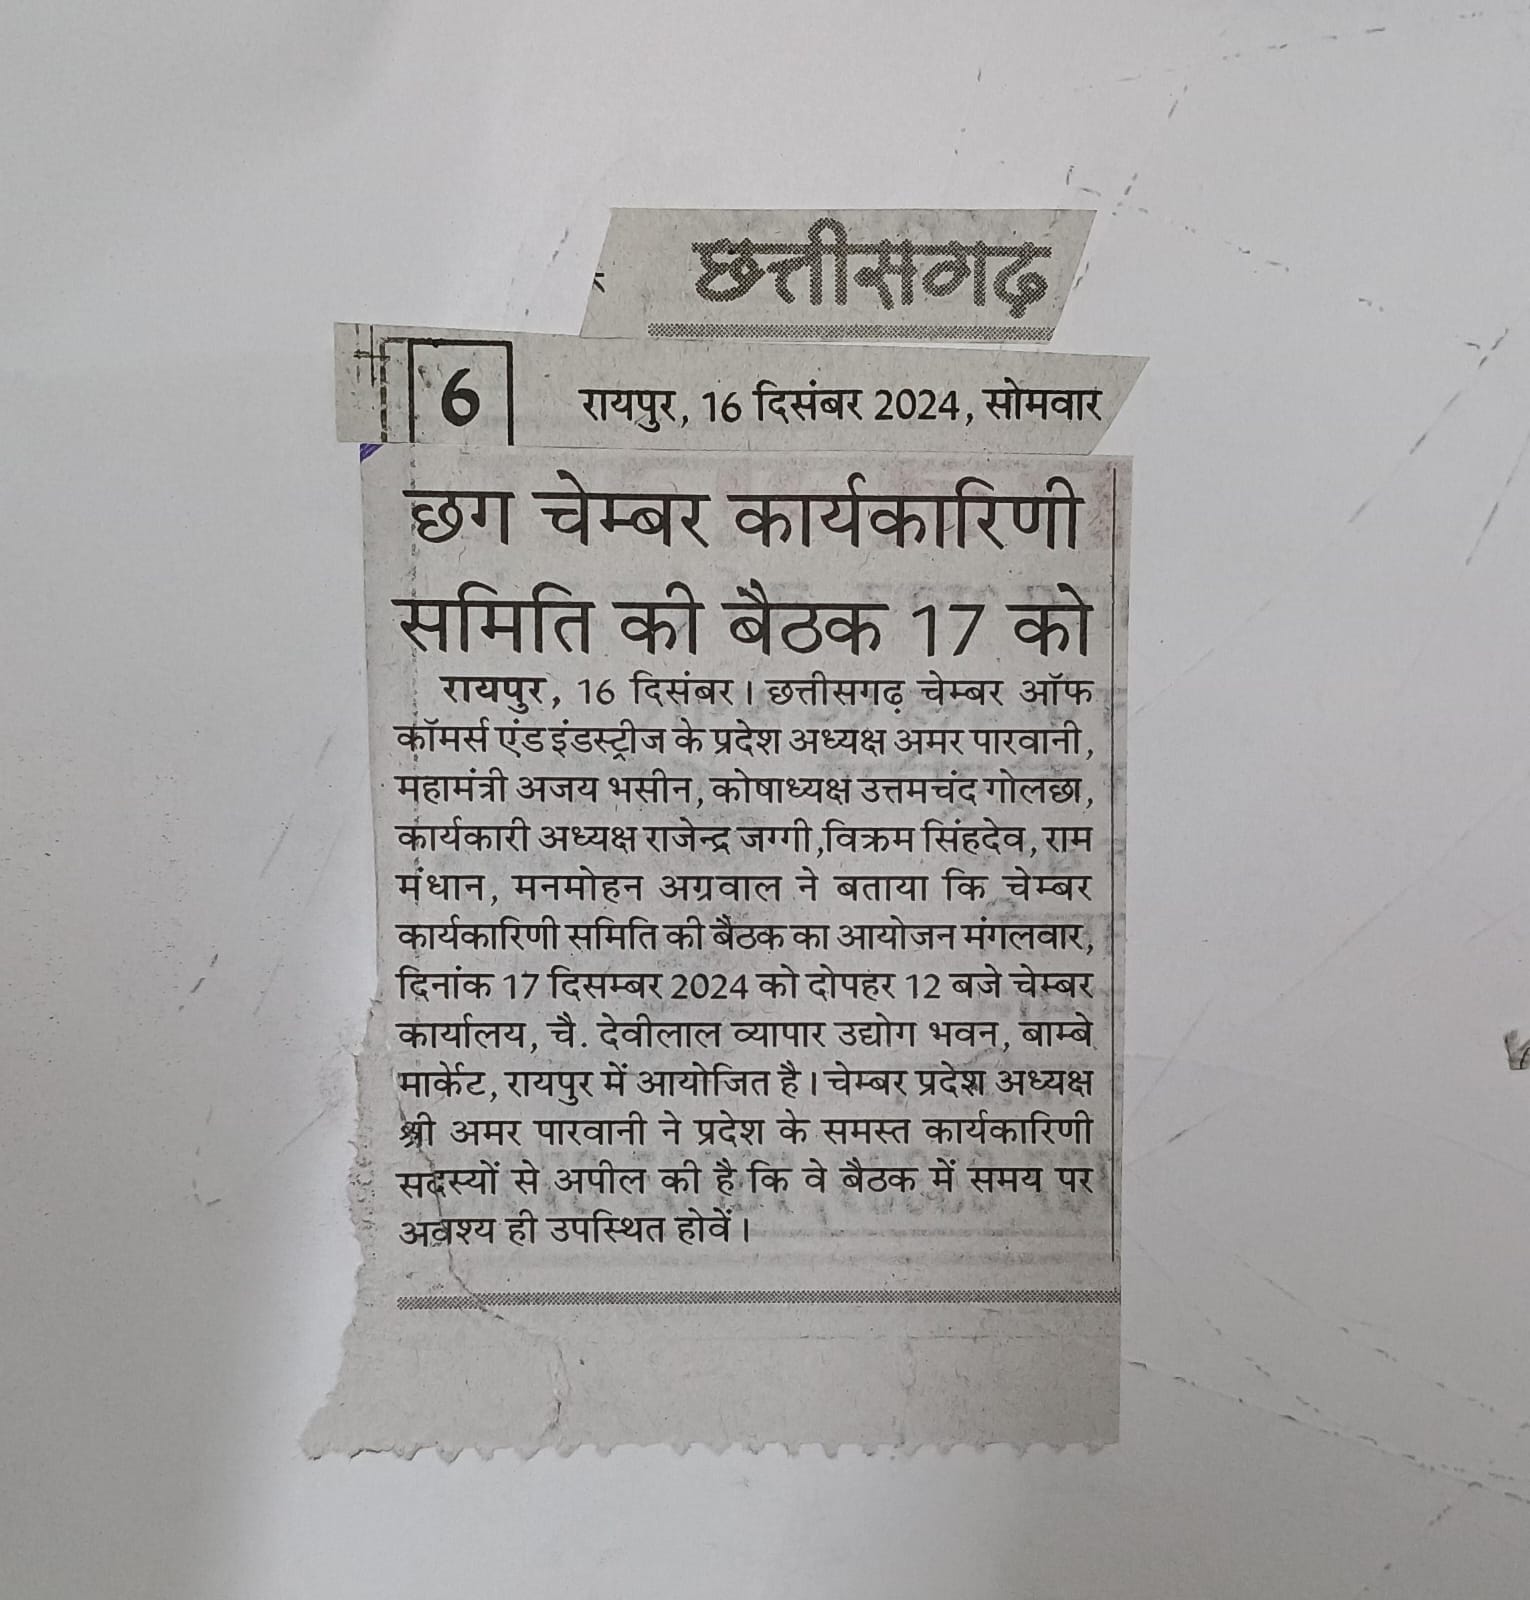 छत्तीसगढ़
6 रायपुर, 16 दिसंबर 2024, सोमवार
छग चेम्बर कार्यकारिणी
समिति की बैठक 17 को
रायपुर, 16 दिसंबर। छत्तीसगढ़ चेम्बर ऑफ
कॉमर्स एंड इंडस्ट्रीज के प्रदेश अध्यक्ष अमर पारवानी,
महामंत्री अजय भसीन, कोषाध्यक्ष उत्तमचंद गोलछा,
कार्यकारी अध्यक्ष राजेन्द्र जग्गी,विक्रम सिंहदेव, राम
मंधान, मनमोहन अग्रवाल ने बताया कि चेम्बर
कार्यकारिणी समिति की बैठक का आयोजन मंगलवार,
दिनांक 17 दिसम्बर 2024 को दोपहर 12 बजे चेम्बर
कार्यालय, चै. देवीलाल व्यापार उद्योग भवन, बाम्बे
मार्केट, रायपुर में आयोजित है। चेम्बर प्रदेश अध्यक्ष
श्री अमर पारवानी ने प्रदेश के समस्त कार्यकारिणी
सदस्यों से अपील की है कि वे बैठक में समय पर
अवश्य ही उपस्थित होवें।